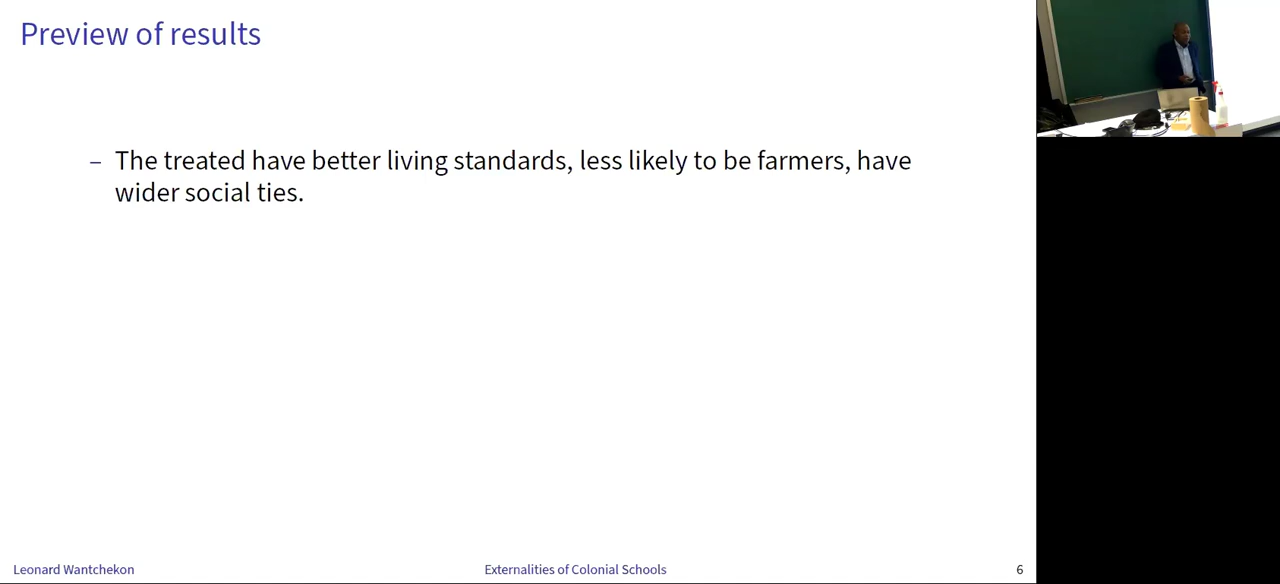 Preview of results
– The treated have better living standards, less likely to be farmers, have
wider social ties.
Leonard Wantchekon
Externalities of Colonial Schools
6